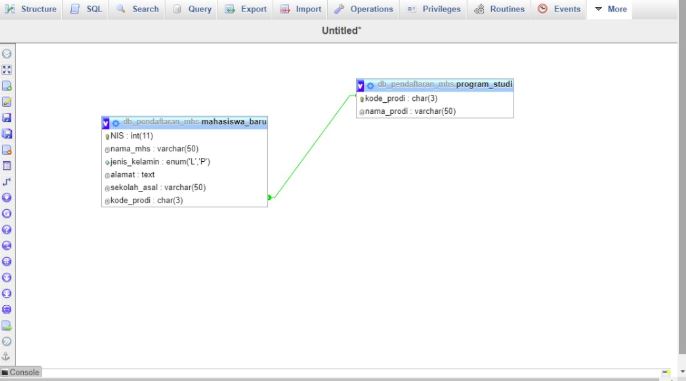 Structure SQL Search Query Export Import Operations Privileges Routines Events More
Untitled*
db_pendaftaran_mhs.program_studi
kode_prodi : char(3)
nama_prodi : varchar(50)
db_pendaftaran_mhs.mahasiswa_baru
NIS : int(11)
nama_mhs : varchar(50)
jenis_kelamin : enum('L','P')
alamat : text
sekolah_asal : varchar(50)
kode_prodi : char(3)
Console